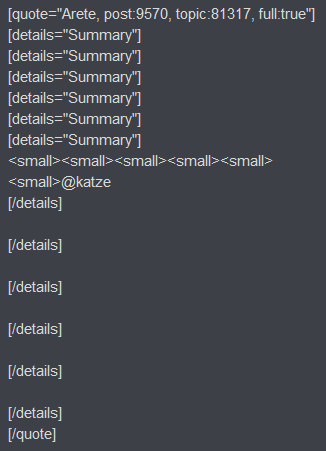 [quote="Arete, post:9570, topic:81317, full:true"]
[details="Summary"]
[details="Summary"]
[details="Summary"]
[details="Summary"]
[details="Summary"]
[details="Summary"]
<small><small><small><small><small>
<small>@katze
[/details]
[/details]
[/details]
[/details]
[/details]
[/details]
[/quote]